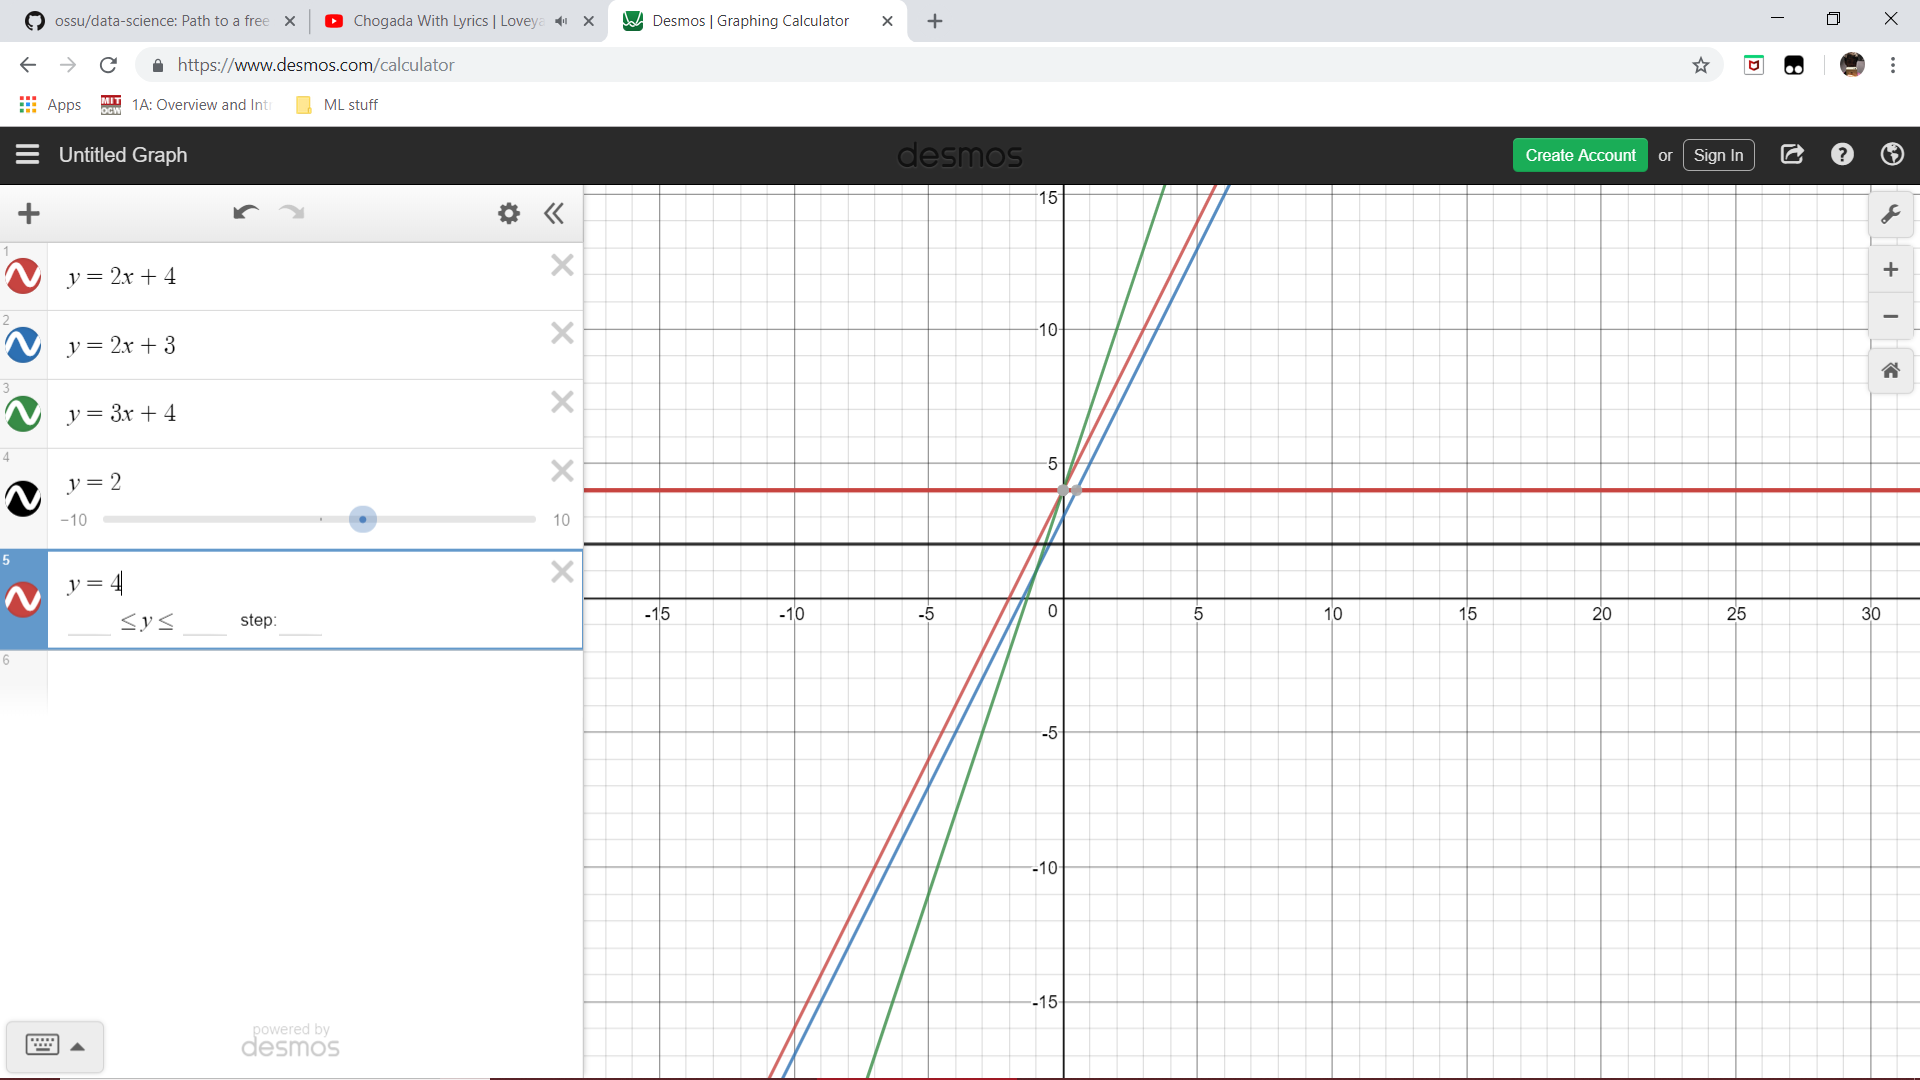 ossu/data-science: Path to a free
Chogada With Lyrics | Loveya
Desmos | Graphing Calculator
https://www.desmos.com/calculator
Apps
MIT OCW
1A: Overview and Int
ML stuff
Untitled Graph
desmos
Create Account or Sign In
1
y = 2x + 4
2
y = 2x + 3
3
y = 3x + 4
4
y = 2
−10
10
5
y = 4
≤ y ≤ step:
6
powered by
desmos
15
10
5
-15 -10 -5 0 5 10 15 20 25 30
-5
-10
-15